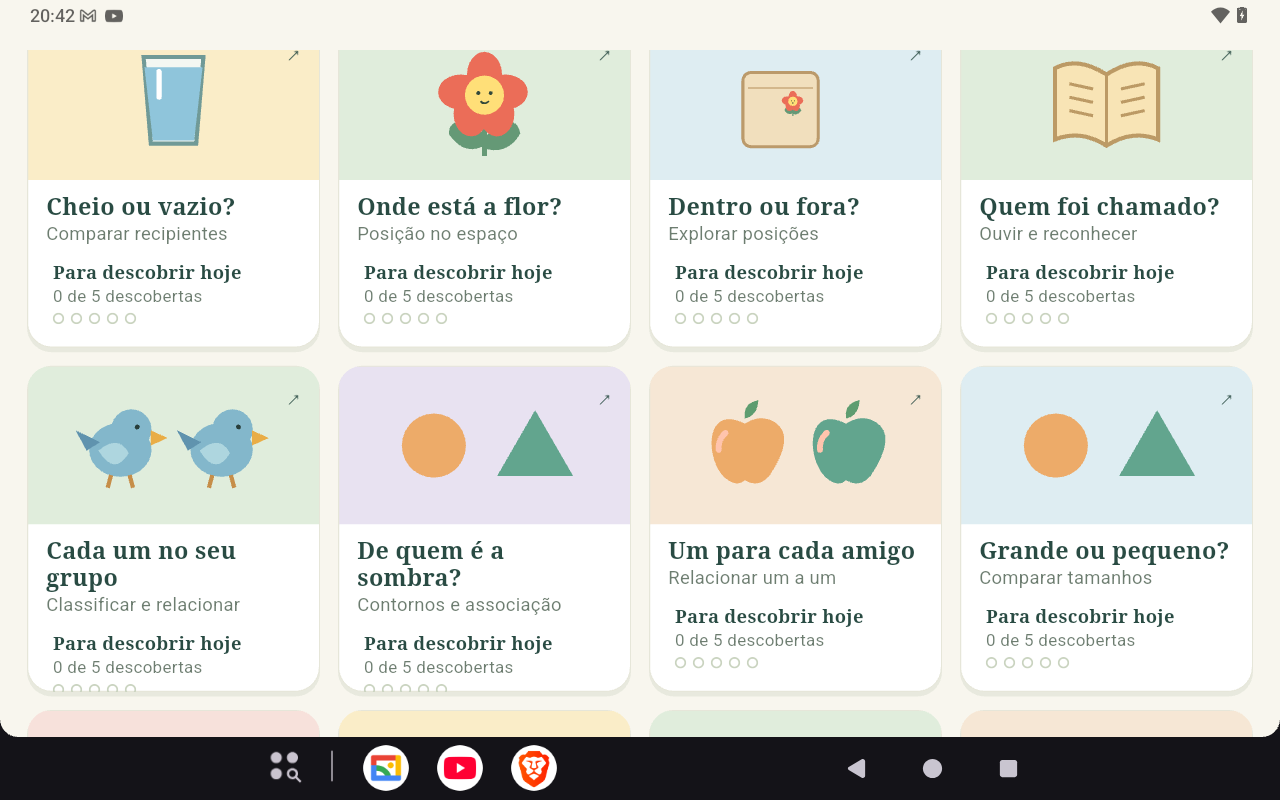 20:42
Cheio ou vazio?
Comparar recipientes
Para descobrir hoje
0 de 5 descobertas
Onde está a flor?
Posição no espaço
Para descobrir hoje
0 de 5 descobertas
Dentro ou fora?
Explorar posições
Para descobrir hoje
0 de 5 descobertas
Quem foi chamado?
Ouvir e reconhecer
Para descobrir hoje
0 de 5 descobertas
Cada um no seu
grupo
Classificar e relacionar
Para descobrir hoje
0 de 5 descobertas
De quem é a
sombra?
Contornos e associação
Para descobrir hoje
0 de 5 descobertas
Um para cada amigo
Relacionar um a um
Para descobrir hoje
0 de 5 descobertas
Grande ou pequeno?
Comparar tamanhos
Para descobrir hoje
0 de 5 descobertas